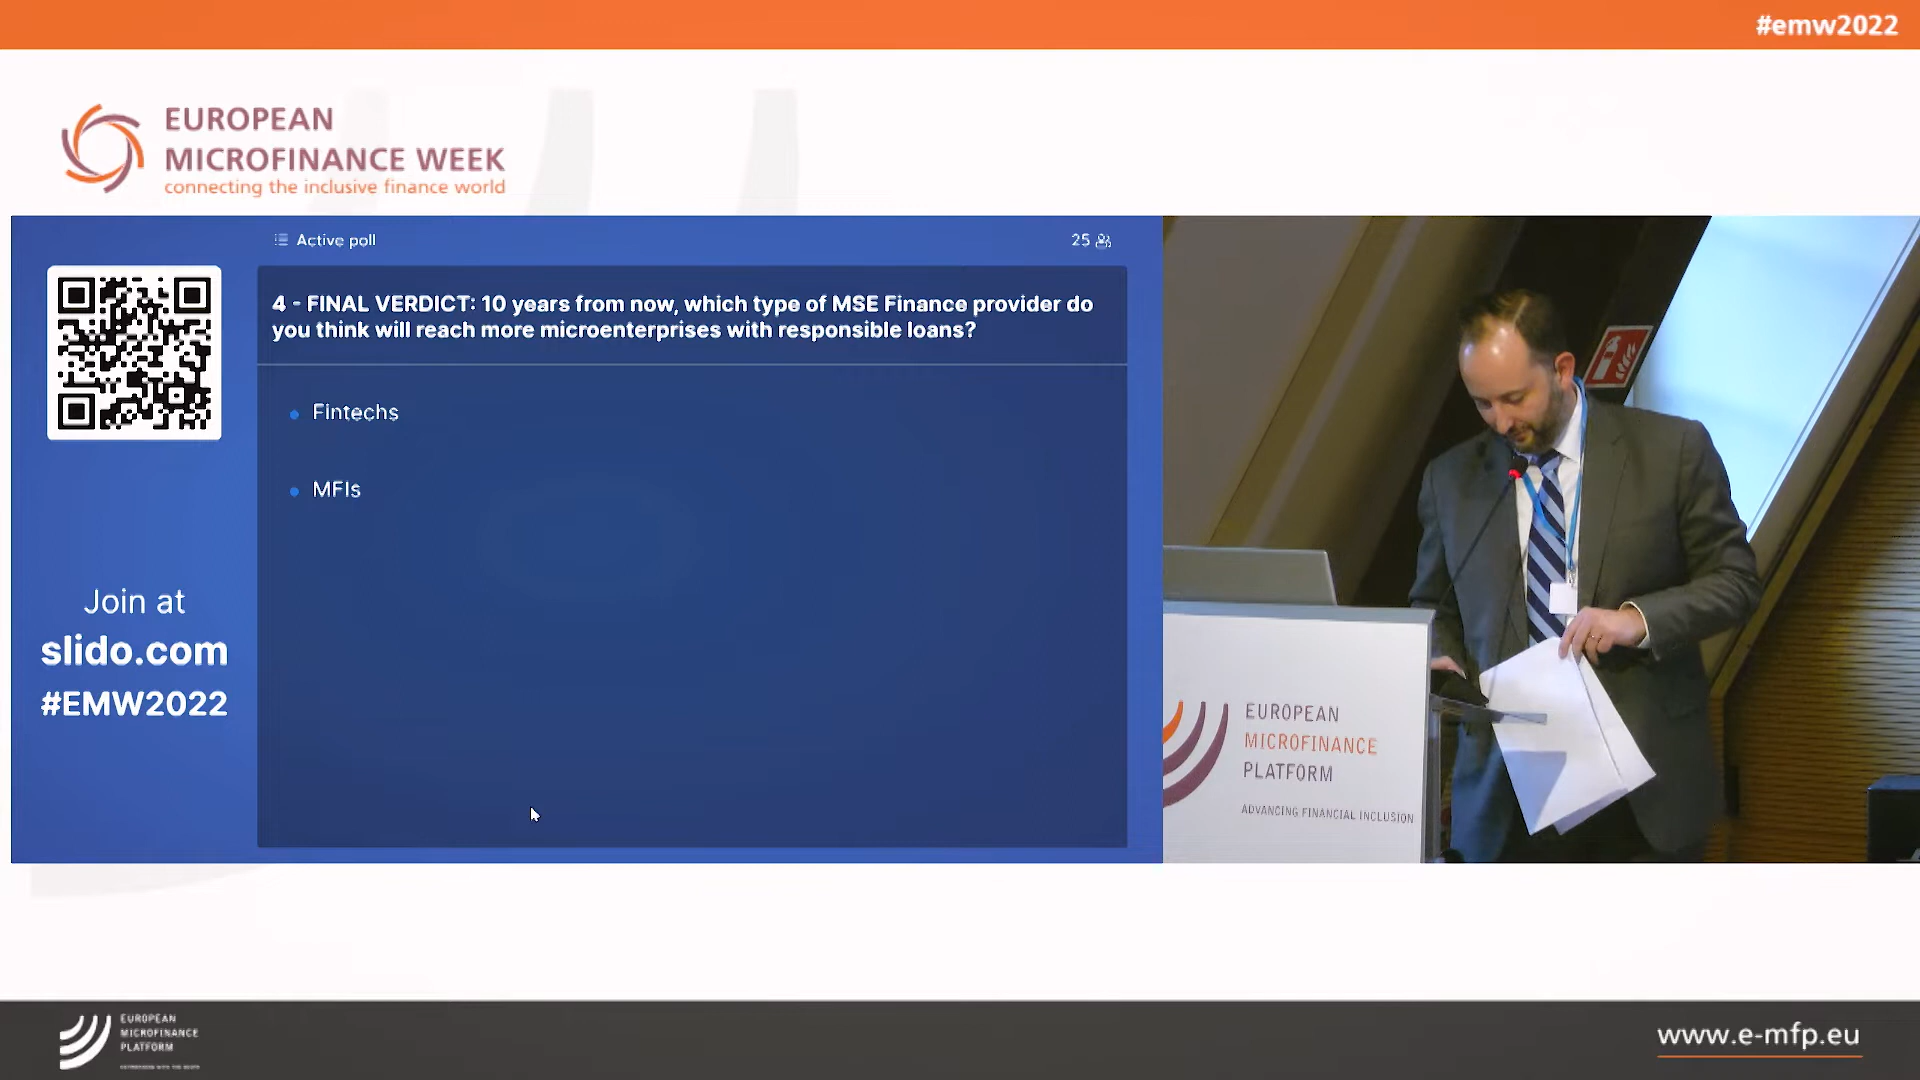 #emw2022
EUROPEAN
MICROFINANCE WEEK
connecting the inclusive finance world
Active poll
25
4 - FINAL VERDICT: 10 years from now, which type of MSE Finance provider do
you think will reach more microenterprises with responsible loans?
Fintechs
MFIs
Join at
slido.com
#EMW2022
EUROPEAN
MICROFINANCE
PLATFORM
ADVANCING FINANCIAL INCLUSION
EUROPEAN
MICROFINANCE
PLATFORM
www.e-mfp.eu